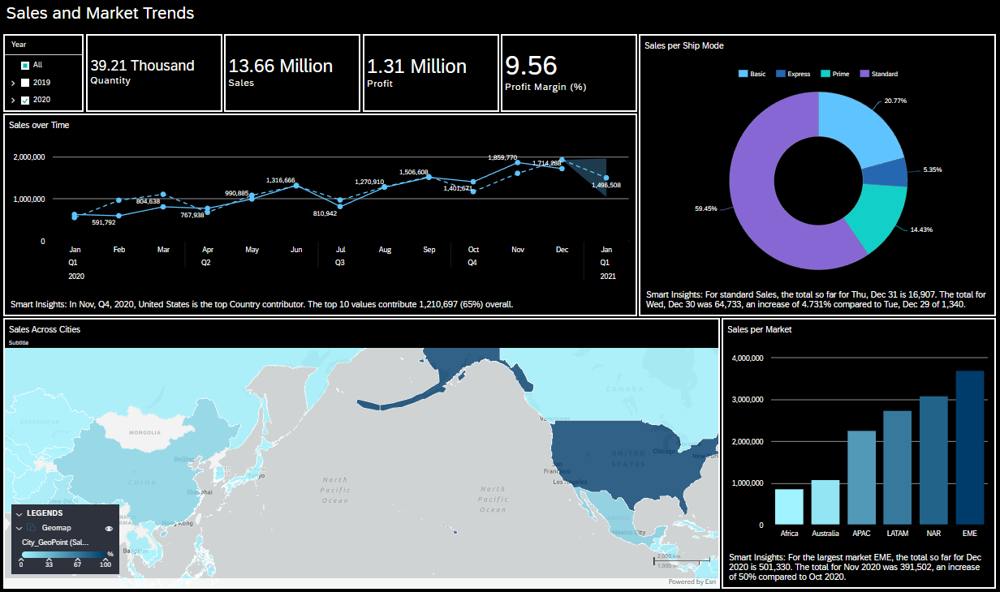 Sales and Market Trends
Year
All
2019
2020
39.21 Thousand
Quantity
13.66 Million
Sales
1.31 Million
Profit
9.56
Profit Margin (%)
Sales per Ship Mode
Basic Express Prime Standard
20.77%
5.35%
14.43%
59.45%
Smart Insights: For standard Sales, the total so far for Thu, Dec 31 is 16,907. The total for
Wed, Dec 30 was 64,733, an increase of 4.731% compared to Tue, Dec 29 of 1,340.
Sales over Time
2,000,000
1,000,000
0
591,792
804,638
767,938
990,885
1,316,666
810,942
1,270,910
1,506,608
1,401,671
1,859,770
1,714,288
1,496,508
Jan Feb Mar Apr May Jun Jul Aug Sep Oct Nov Dec Jan
Q1 Q2 Q3 Q4 Q1
2020 2021
Smart Insights: In Nov, Q4, 2020, United States is the top Country contributor. The top 10 values contribute 1,210,697 (65%) overall.
Sales Across Cities
Subtitle
CANADA
Vancouver
KAZAKHSTAN
MONGOLIA
Beijing
CHINA
Shanghai
Tokyo
New Delhi
Hong Kong
Bangkok
North
Pacific
Ocean
North
Pacific
Ocean
UNITED
STATES
Chicago
New York
San
Francisco
Los Angeles
MEXICO
Mexico City
LEGENDS
Geomap
City_GeoPoint (Sal...
%
0 33 67 100
2,000 km
Powered by Esri
Sales per Market
4,000,000
3,000,000
2,000,000
1,000,000
0
Africa Australia APAC LATAM NAR EME
Smart Insights: For the largest market EME, the total so far for Dec
2020 is 501,330. The total for Nov 2020 was 391,502, an increase
of 50% compared to Oct 2020.